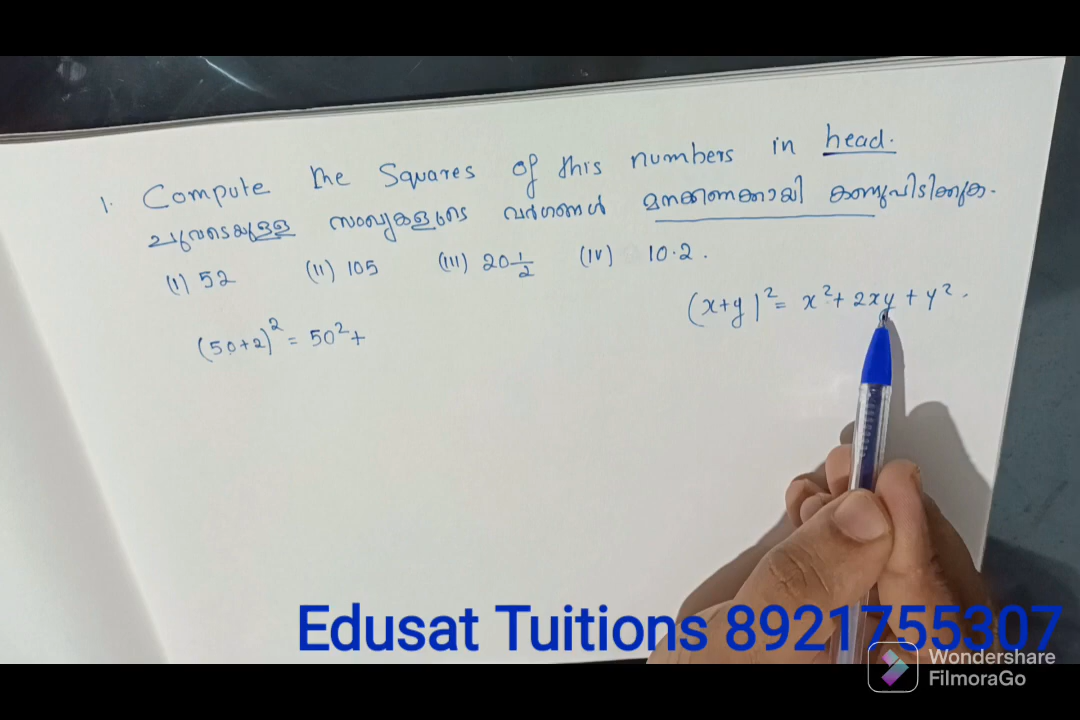 1. Compute the Squares of this numbers in head.
ചുവടെയുള്ള സംഖ്യകളുടെ വർഗങ്ങൾ മനക്കണക്കായി കണ്ടുപിടിക്കുക.
(I) 52 (II) 105 (III) 20 1/2 (IV) 10.2.
(x+y)² = x² + 2xy + y².
(50+2)² = 50² +
Edusat Tuitions 8921755307
Wondershare
FilmoraGo